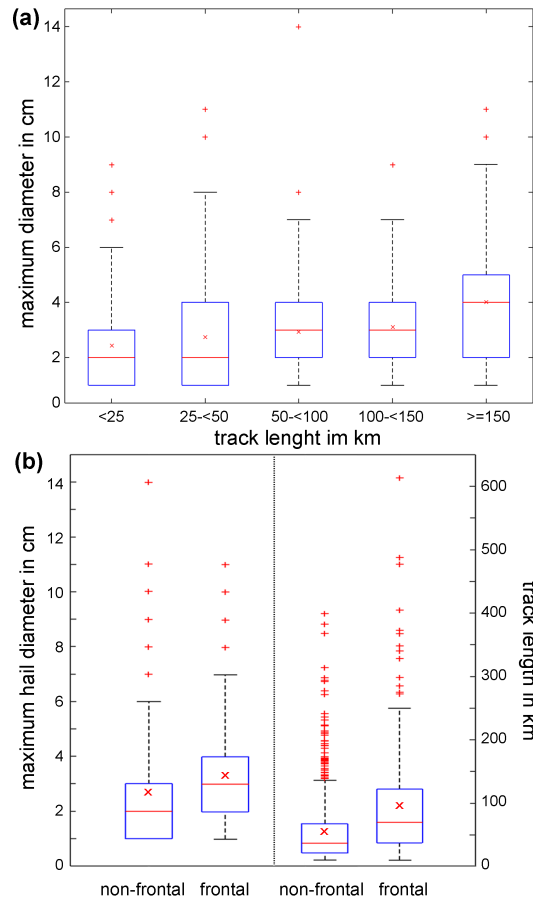 (a)
maximum diameter in cm
14
12
10
8
6
4
2
0
<25
25-<50
50-<100
100-<150
>=150
track lenght im km
(b)
maximum hail diameter in cm
14
12
10
8
6
4
2
0
600
500
400
300
200
100
0
track length in km
non-frontal
frontal
non-frontal
frontal